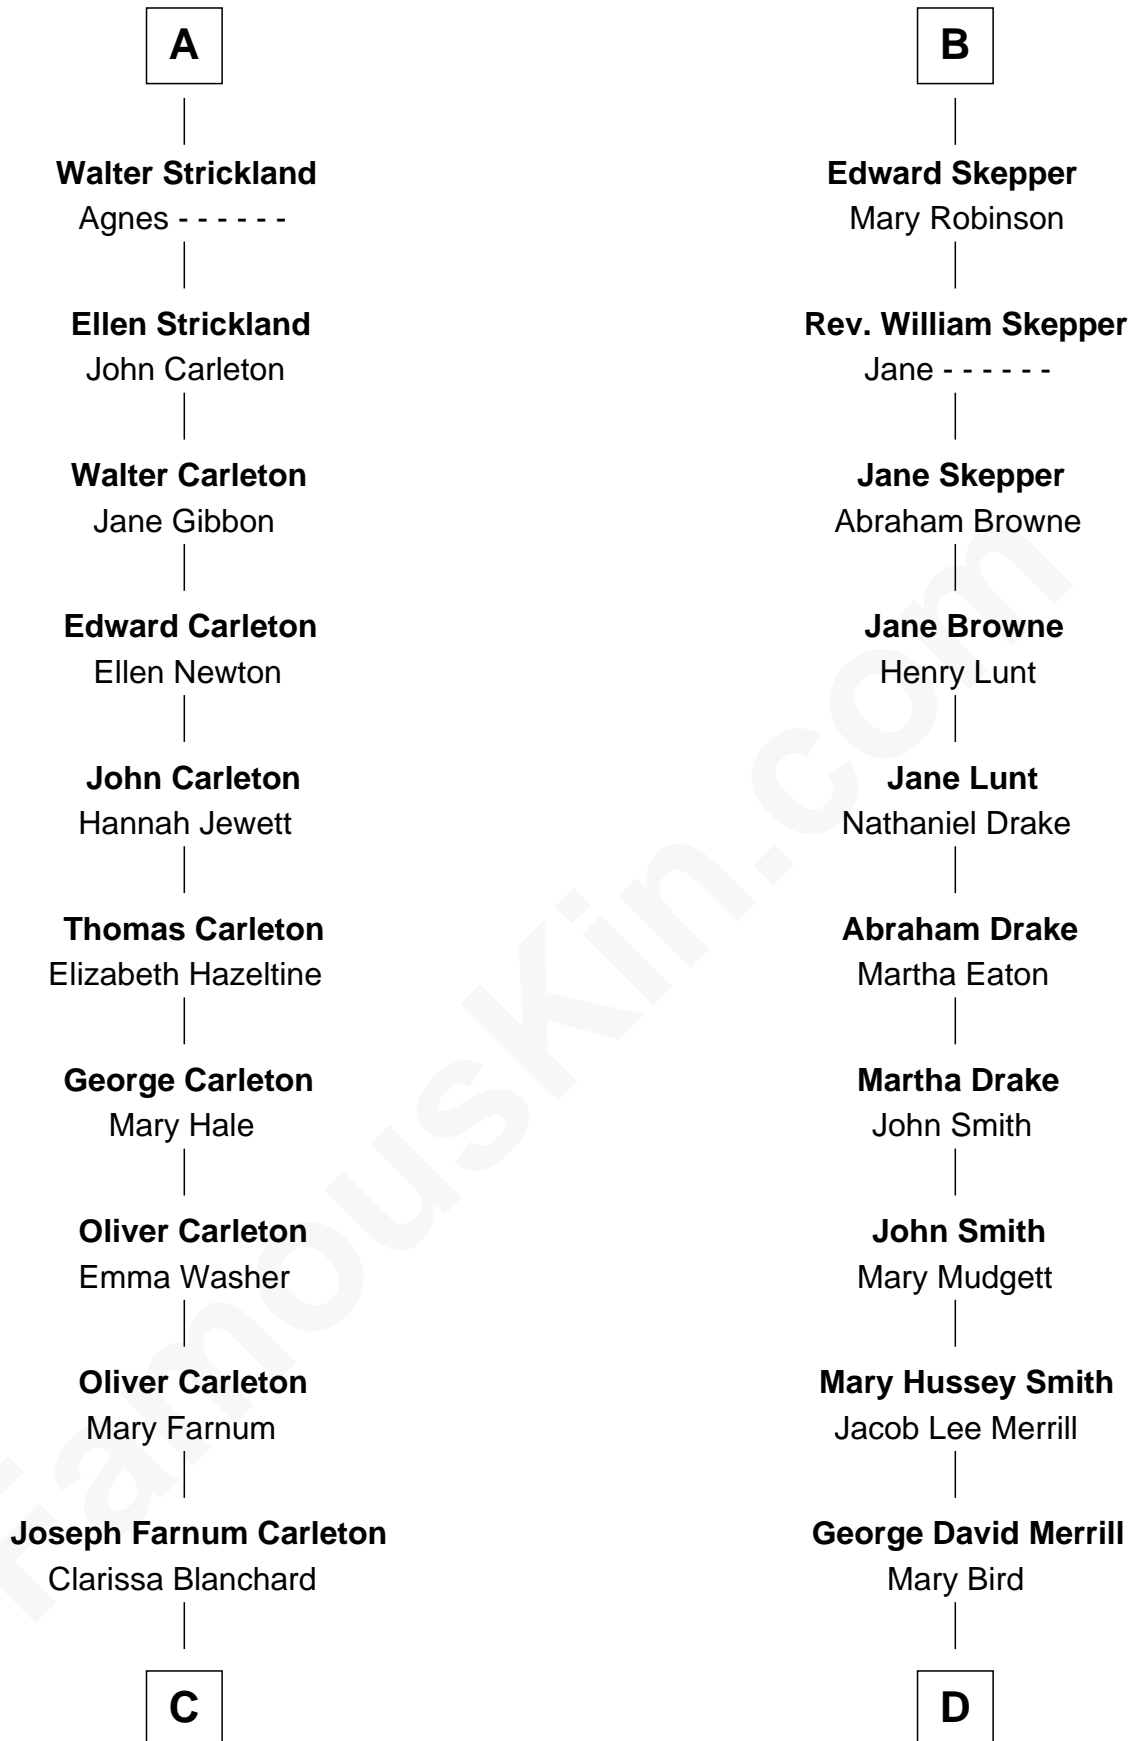 A
Walter Strickland
Agnes - - - - - -
Ellen Strickland
John Carleton
Walter Carleton
Jane Gibbon
Edward Carleton
Ellen Newton
John Carleton
Hannah Jewett
Thomas Carleton
Elizabeth Hazeltine
George Carleton
Mary Hale
Oliver Carleton
Emma Washer
Oliver Carleton
Mary Farnum
Joseph Farnum Carleton
Clarissa Blanchard
C
B
Edward Skepper
Mary Robinson
Rev. William Skepper
Jane - - - - - -
Jane Skepper
Abraham Browne
Jane Browne
Henry Lunt
Jane Lunt
Nathaniel Drake
Abraham Drake
Martha Eaton
Martha Drake
John Smith
John Smith
Mary Mudgett
Mary Hussey Smith
Jacob Lee Merrill
George David Merrill
Mary Bird
D
FamousKin.com